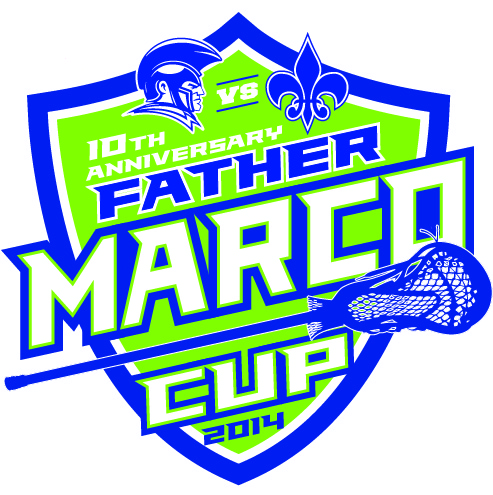 VS
10TH
ANNIVERSARY
FATHER
MARCO
CUP
2014